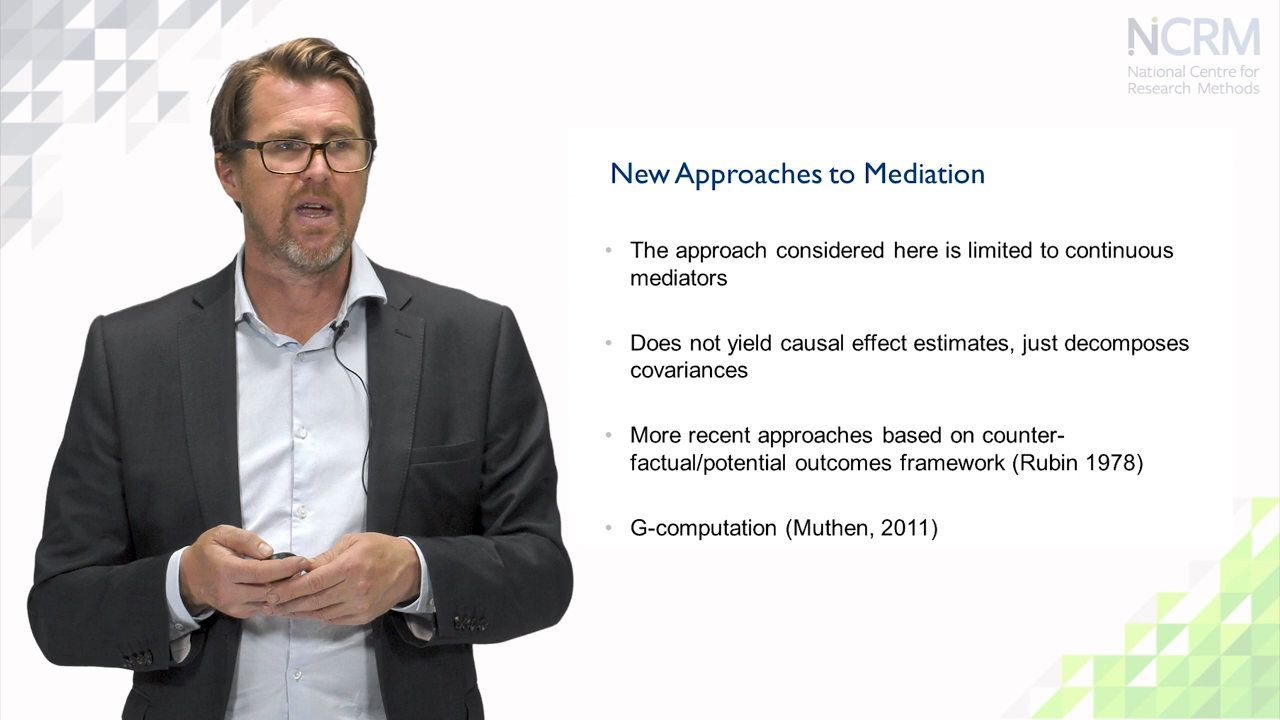 NCRM
National Centre for
Research Methods
New Approaches to Mediation
• The approach considered here is limited to continuous
mediators
• Does not yield causal effect estimates, just decomposes
covariances
• More recent approaches based on counter-
factual/potential outcomes framework (Rubin 1978)
• G-computation (Muthen, 2011)